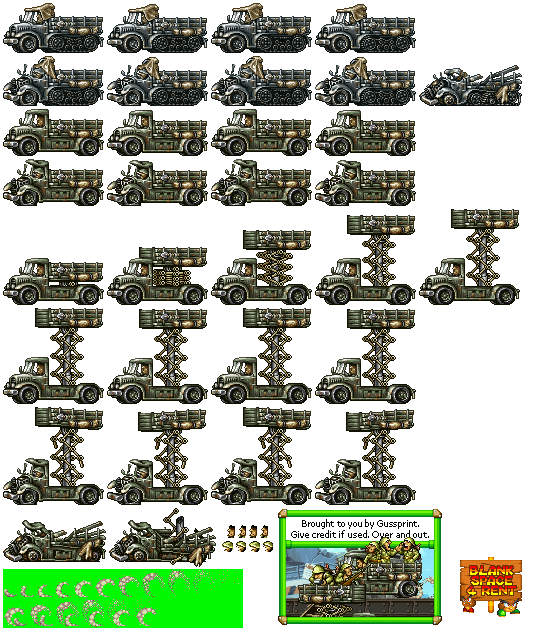 Brought to you by Gussprint.
Give credit if used. Over and out.
BLANK
SPACE
4 RENT